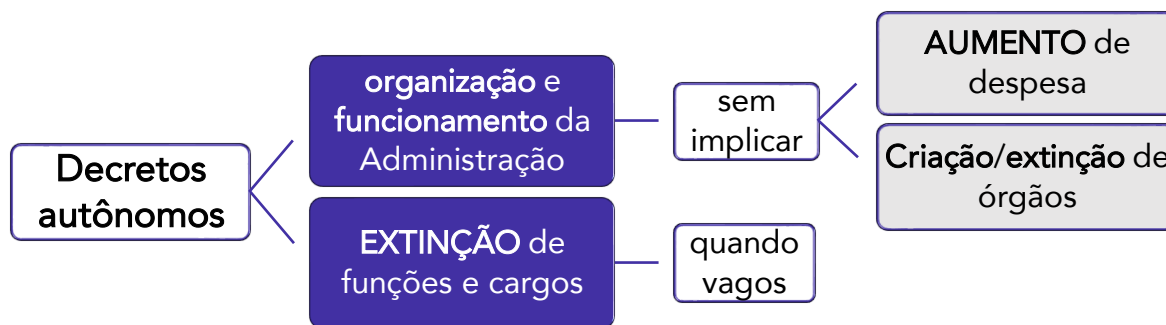 Decretos
autônomos
organização e
funcionamento da
Administração
sem
implicar
AUMENTO de
despesa
Criação/extinção de
órgãos
EXTINÇÃO de
funções e cargos
quando
vagos